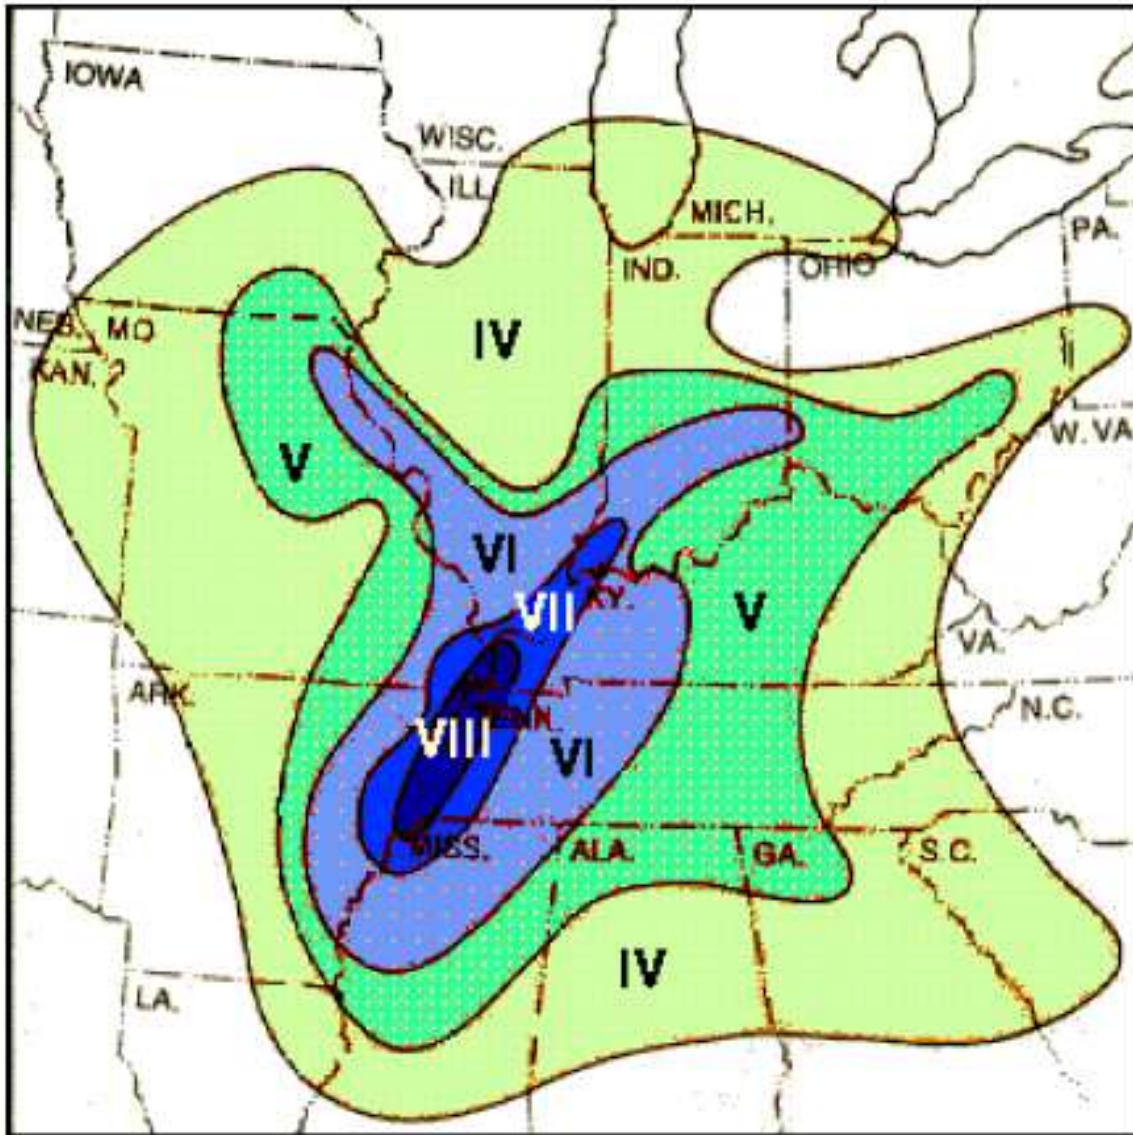 IOWA
WISC.
ILL.
MICH.
PA.
IND.
OHIO
NEB.
MO
KAN.
IV
W. VA
V
VI
V
VII
KY.
VA.
ARK.
N.C.
TENN.
VIII
VI
MISS.
ALA.
GA.
S.C.
IV
LA.